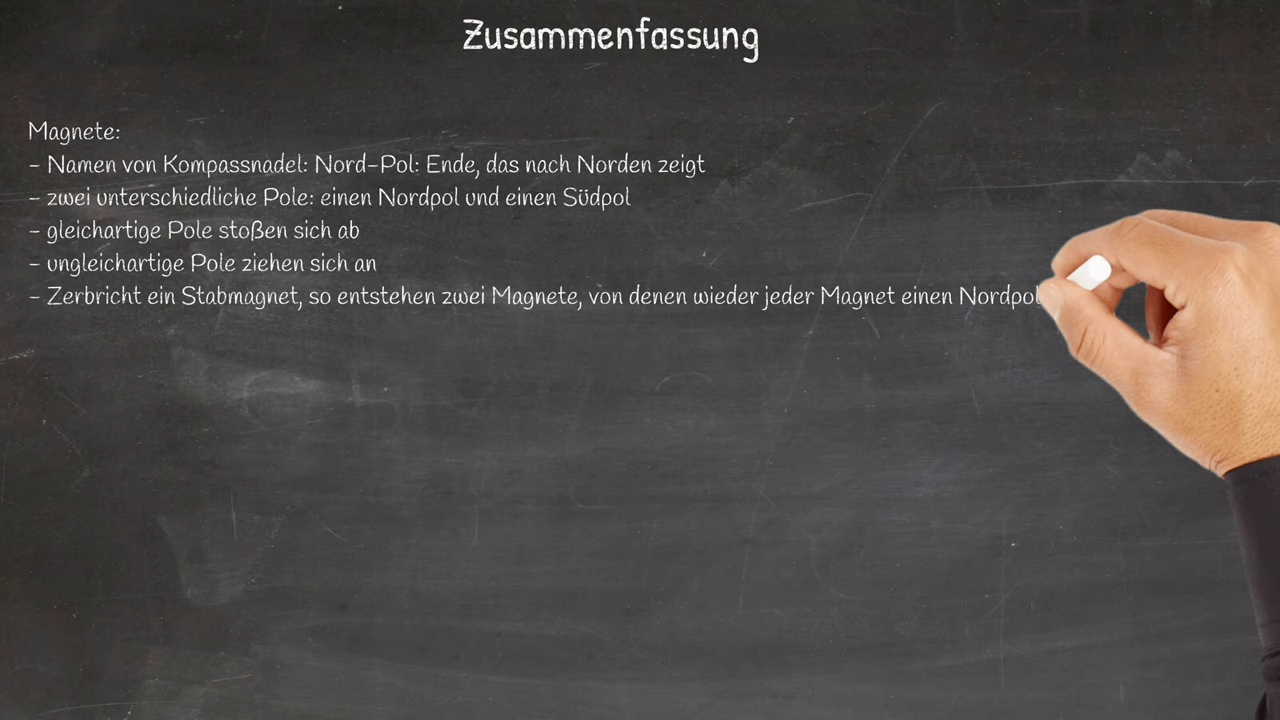 Zusammenfassung
Magnete:
- Namen von Kompassnadel: Nord-Pol: Ende, das nach Norden zeigt
- zwei unterschiedliche Pole: einen Nordpol und einen Südpol
- gleichartige Pole stoßen sich ab
- ungleichartige Pole ziehen sich an
- Zerbricht ein Stabmagnet, so entstehen zwei Magnete, von denen wieder jeder Magnet einen Nordpol